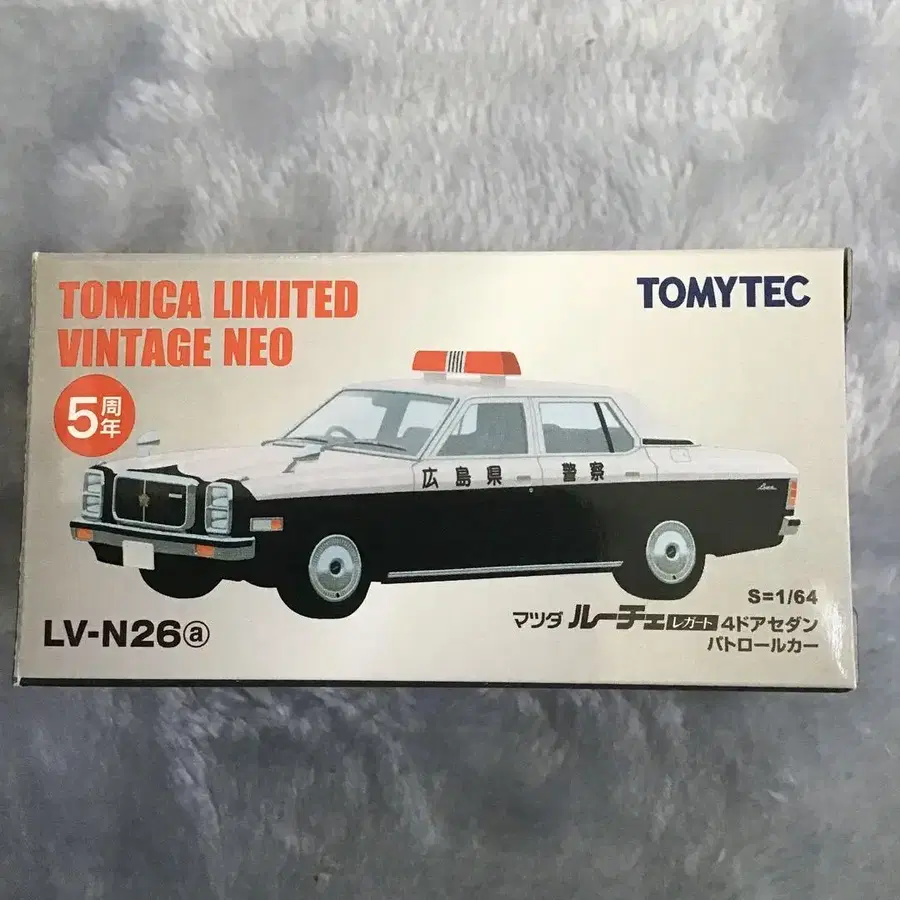 TOMICA LIMITED
VINTAGE NEO
TOMYTEC
5周年
広島県 警察
LV-N26ⓐ
S=1/64
マツダ ルーチェ レガート 4ドアセダン
パトロールカー